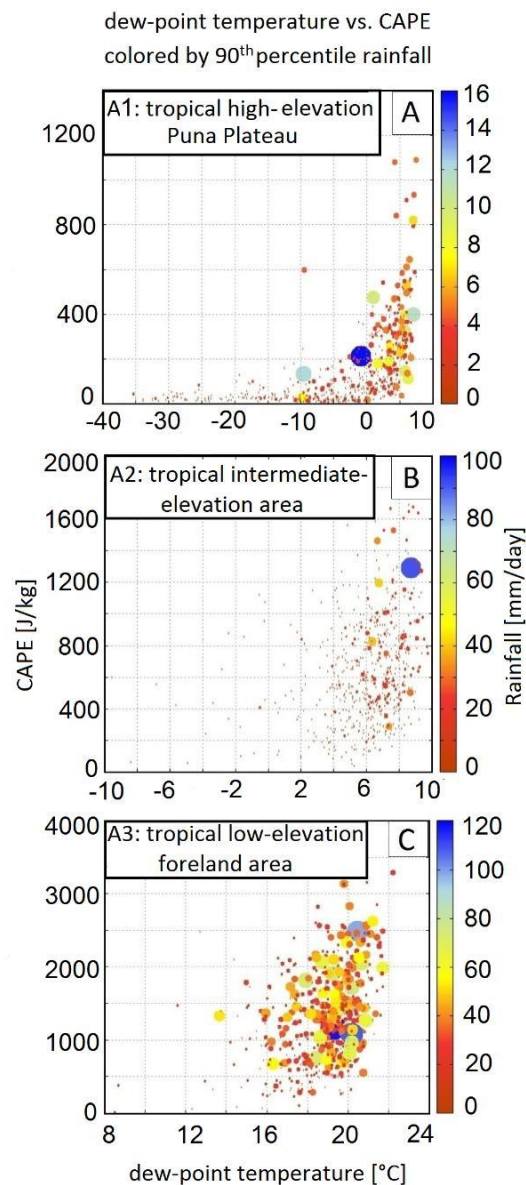 dew-point temperature vs. CAPE
colored by 90th percentile rainfall
A1: tropical high-elevation
Puna Plateau
A
1200
800
400
0
-40 -30 -20 -10 0 10
16
14
12
10
8
6
4
2
0
A2: tropical intermediate-
elevation area
B
2000
1600
1200
800
400
0
-10 -6 -2 2 6 10
100
80
60
40
20
0
CAPE [J/kg]
Rainfall [mm/day]
A3: tropical low-elevation
foreland area
C
4000
3000
2000
1000
0
8 12 16 20 24
120
100
80
60
40
20
0
dew-point temperature [°C]